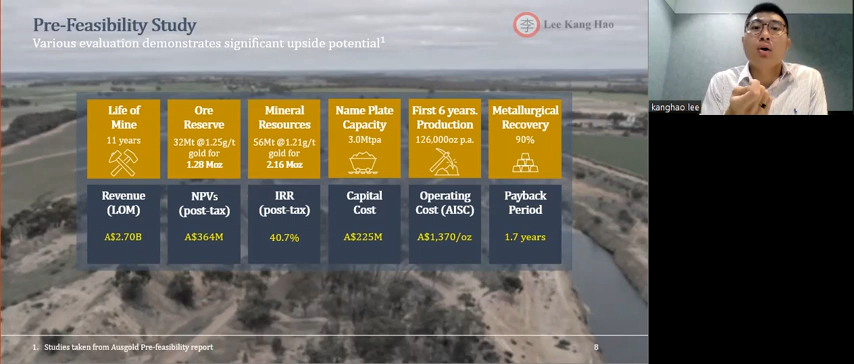 Pre-Feasibility Study
Various evaluation demonstrates significant upside potential¹
李 Lee Kang Hao
Life of
Mine
11 years
Ore
Reserve
32Mt @1.25g/t
gold for
1.28 Moz
Mineral
Resources
56Mt @1.21g/t
gold for
2.16 Moz
Name Plate
Capacity
3.0Mtpa
First 6 years.
Production
126,000oz p.a.
Metallurgical
Recovery
90%
Revenue
(LOM)
A$2.70B
NPV₅
(post-tax)
A$364M
IRR
(post-tax)
40.7%
Capital
Cost
A$225M
Operating
Cost (AISC)
A$1,370/oz
Payback
Period
1.7 years
1. Studies taken from Ausgold Pre-feasibility report
8
kanghao lee